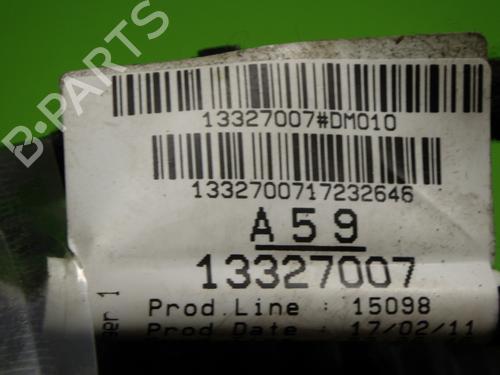 B-PARTS
13327007#DM010
1332700717232646
A59
13327007
Prod.Line : 15098
Prod Date : 17/02/11